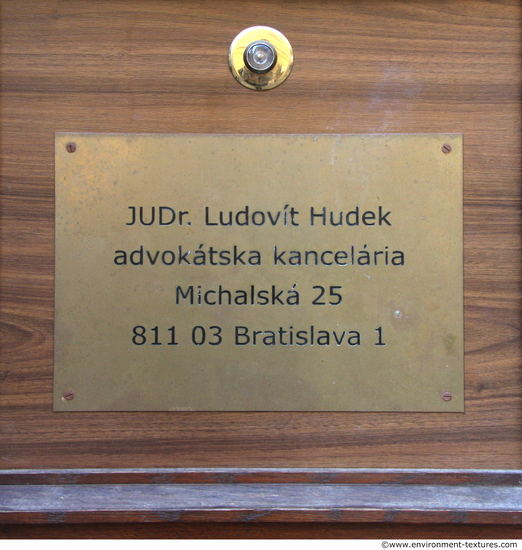 JUDr. Ludovít Hudek
advokátska kancelária
Michalská 25
811 03 Bratislava 1
©www.environment-textures.com